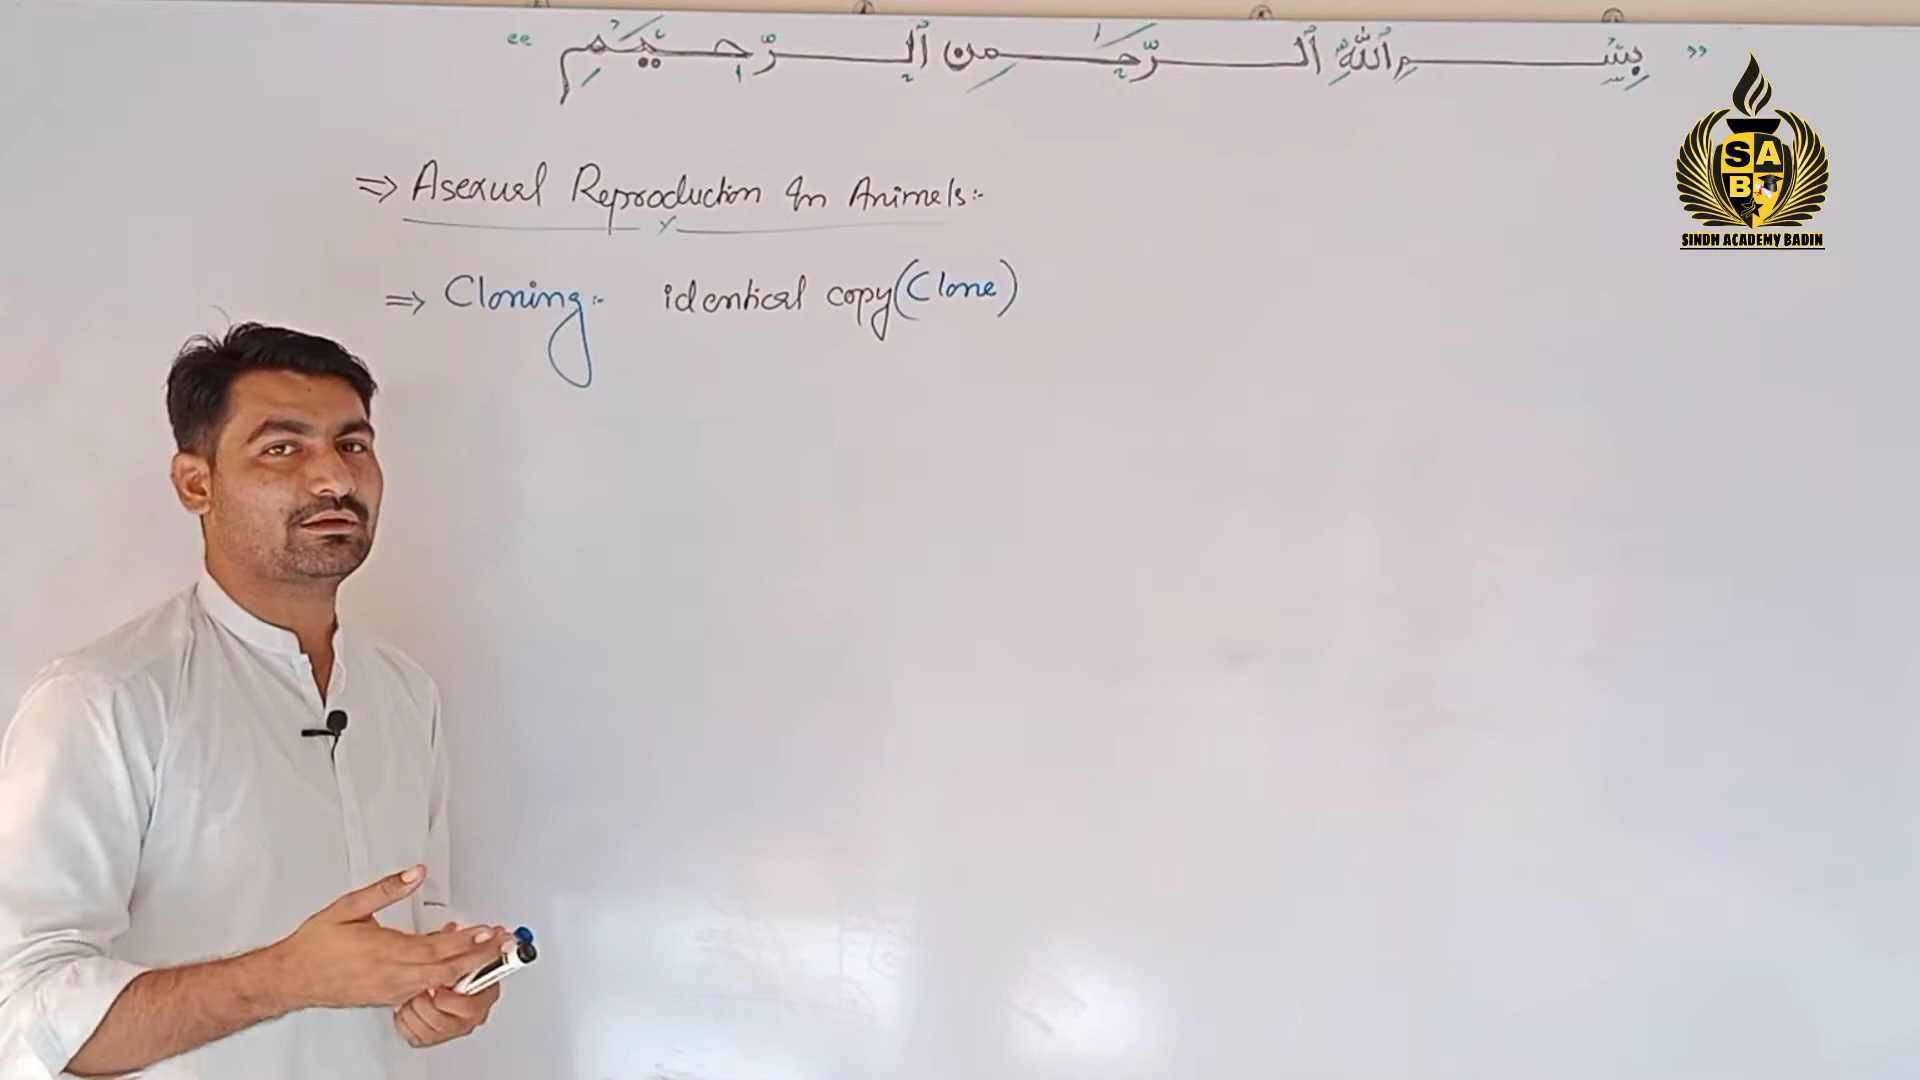 ” بِسْمِ ٱللَّهِ ٱلرَّحْمَٰنِ ٱلرَّحِيمِ “
⇒ Asexual Reproduction In Animals:-
⇒ Cloning:- identical copy (Clone)
SAB
SINDH ACADEMY BADIN